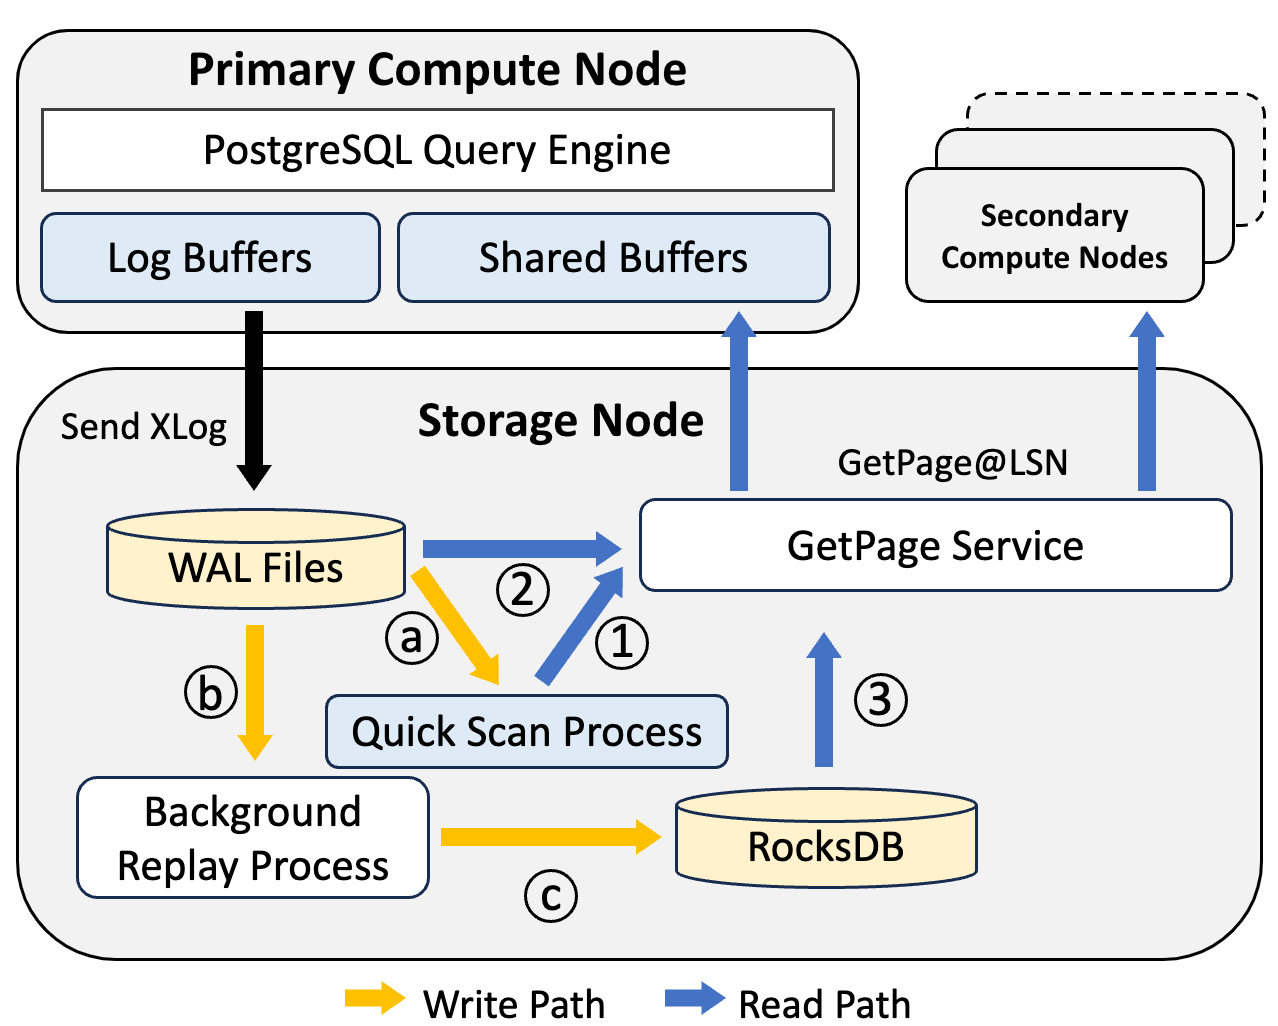 Primary Compute Node
PostgreSQL Query Engine
Log Buffers
Shared Buffers
Secondary
Compute Nodes
Send XLog
Storage Node
GetPage@LSN
WAL Files
GetPage Service
2
a
1
b
3
Quick Scan Process
Background
Replay Process
RocksDB
c
Write Path
Read Path